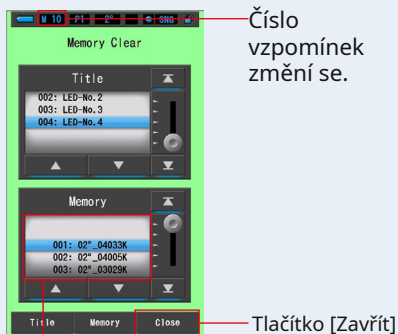 M 10 P1 2° SNG
Číslo
vzpomínek
změní se.
Memory Clear
Title
002: LED-No.2
003: LED-No.3
004: LED-No.4
Memory
001: 02°_04033K
002: 02°_04005K
003: 02°_03029K
Title Memory Close
Tlačítko [Zavřít]